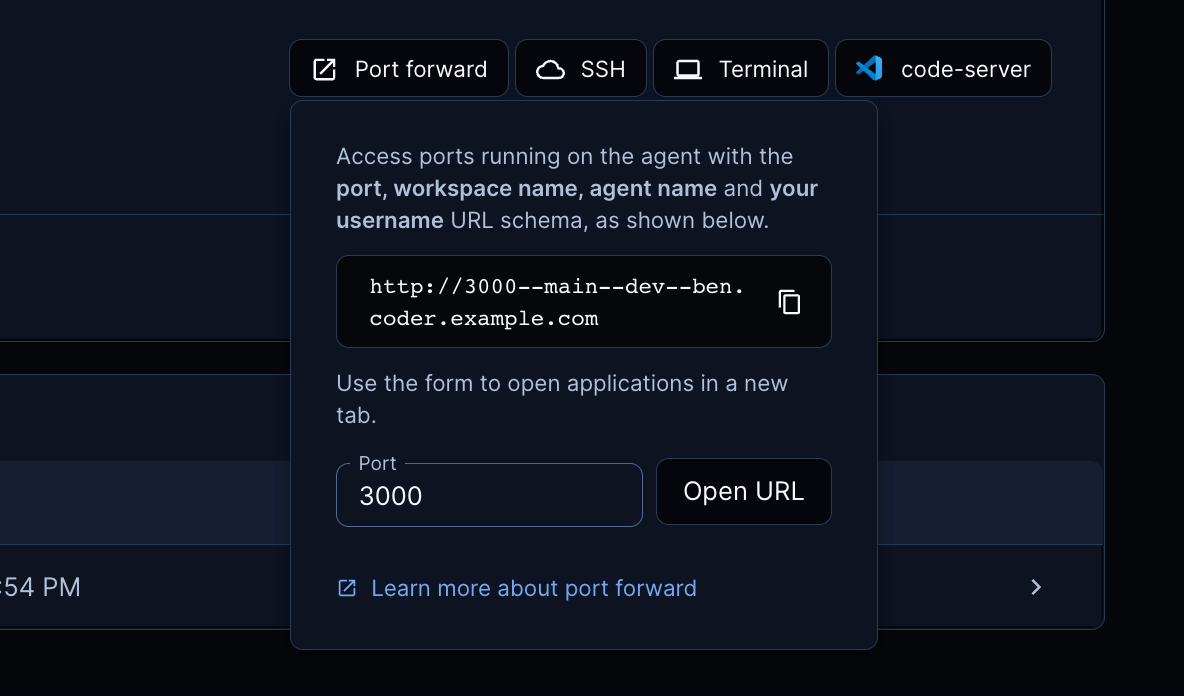 Port forward
SSH
Terminal
code-server
Access ports running on the agent with the
port, workspace name, agent name and your
username URL schema, as shown below.
http://3000--main--dev--ben.
coder.example.com
Use the form to open applications in a new
tab.
Port
3000
Open URL
:54 PM
Learn more about port forward